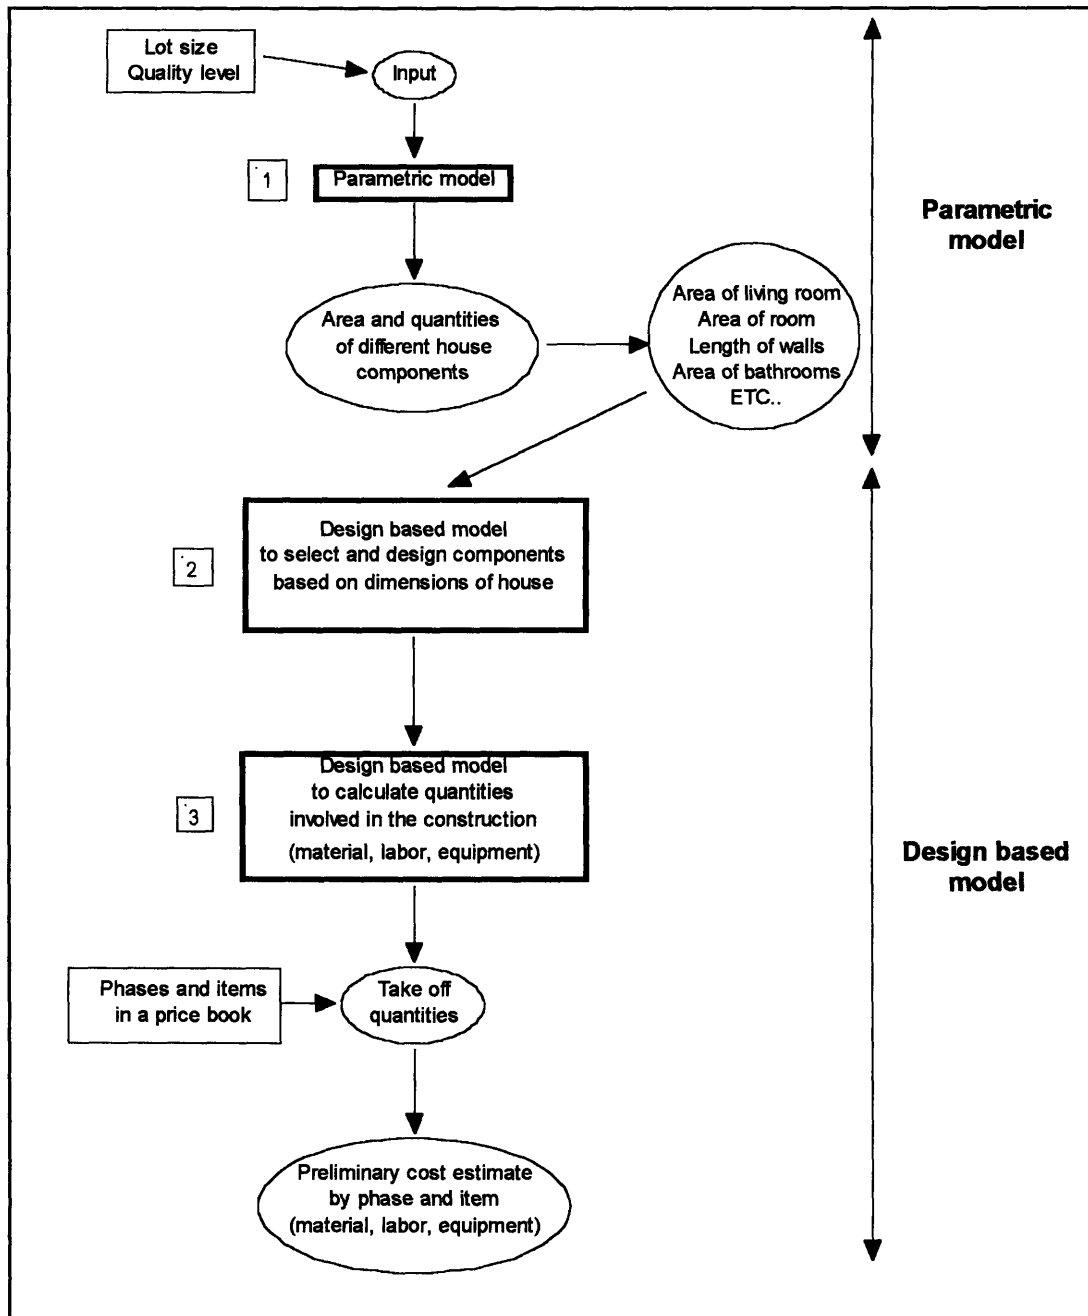 Lot size
Quality level
Input
1
Parametric model
Parametric
model
Area and quantities
of different house
components
Area of living room
Area of room
Length of walls
Area of bathrooms
ETC..
2
Design based model
to select and design components
based on dimensions of house
3
Design based model
to calculate quantities
involved in the construction
(material, labor, equipment)
Design based
model
Phases and items
in a price book
Take off
quantities
Preliminary cost estimate
by phase and item
(material, labor, equipment)